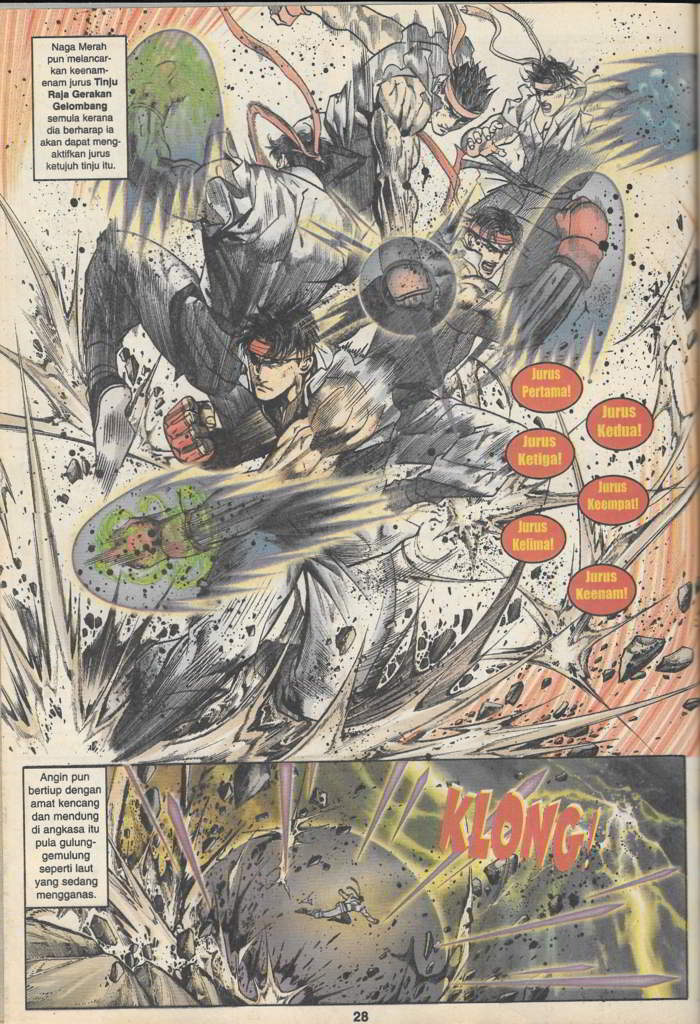 Naga Merah
pun melancar-
kan keenam-
enam jurus Tinju
Raja Gerakan
Gelombang
semula kerana
dia berharap ia
akan dapat meng-
aktifkan jurus
ketujuh tinju itu.
Jurus
Pertama!
Jurus
Kedua!
Jurus
Ketiga!
Jurus
Keempat!
Jurus
Kelima!
Jurus
Keenam!
Angin pun
bertiup dengan
amat kencang
dan mendung
di angkasa itu
pula gulung-
gemulung
seperti laut
yang sedang
mengganas.
KLONG!
28